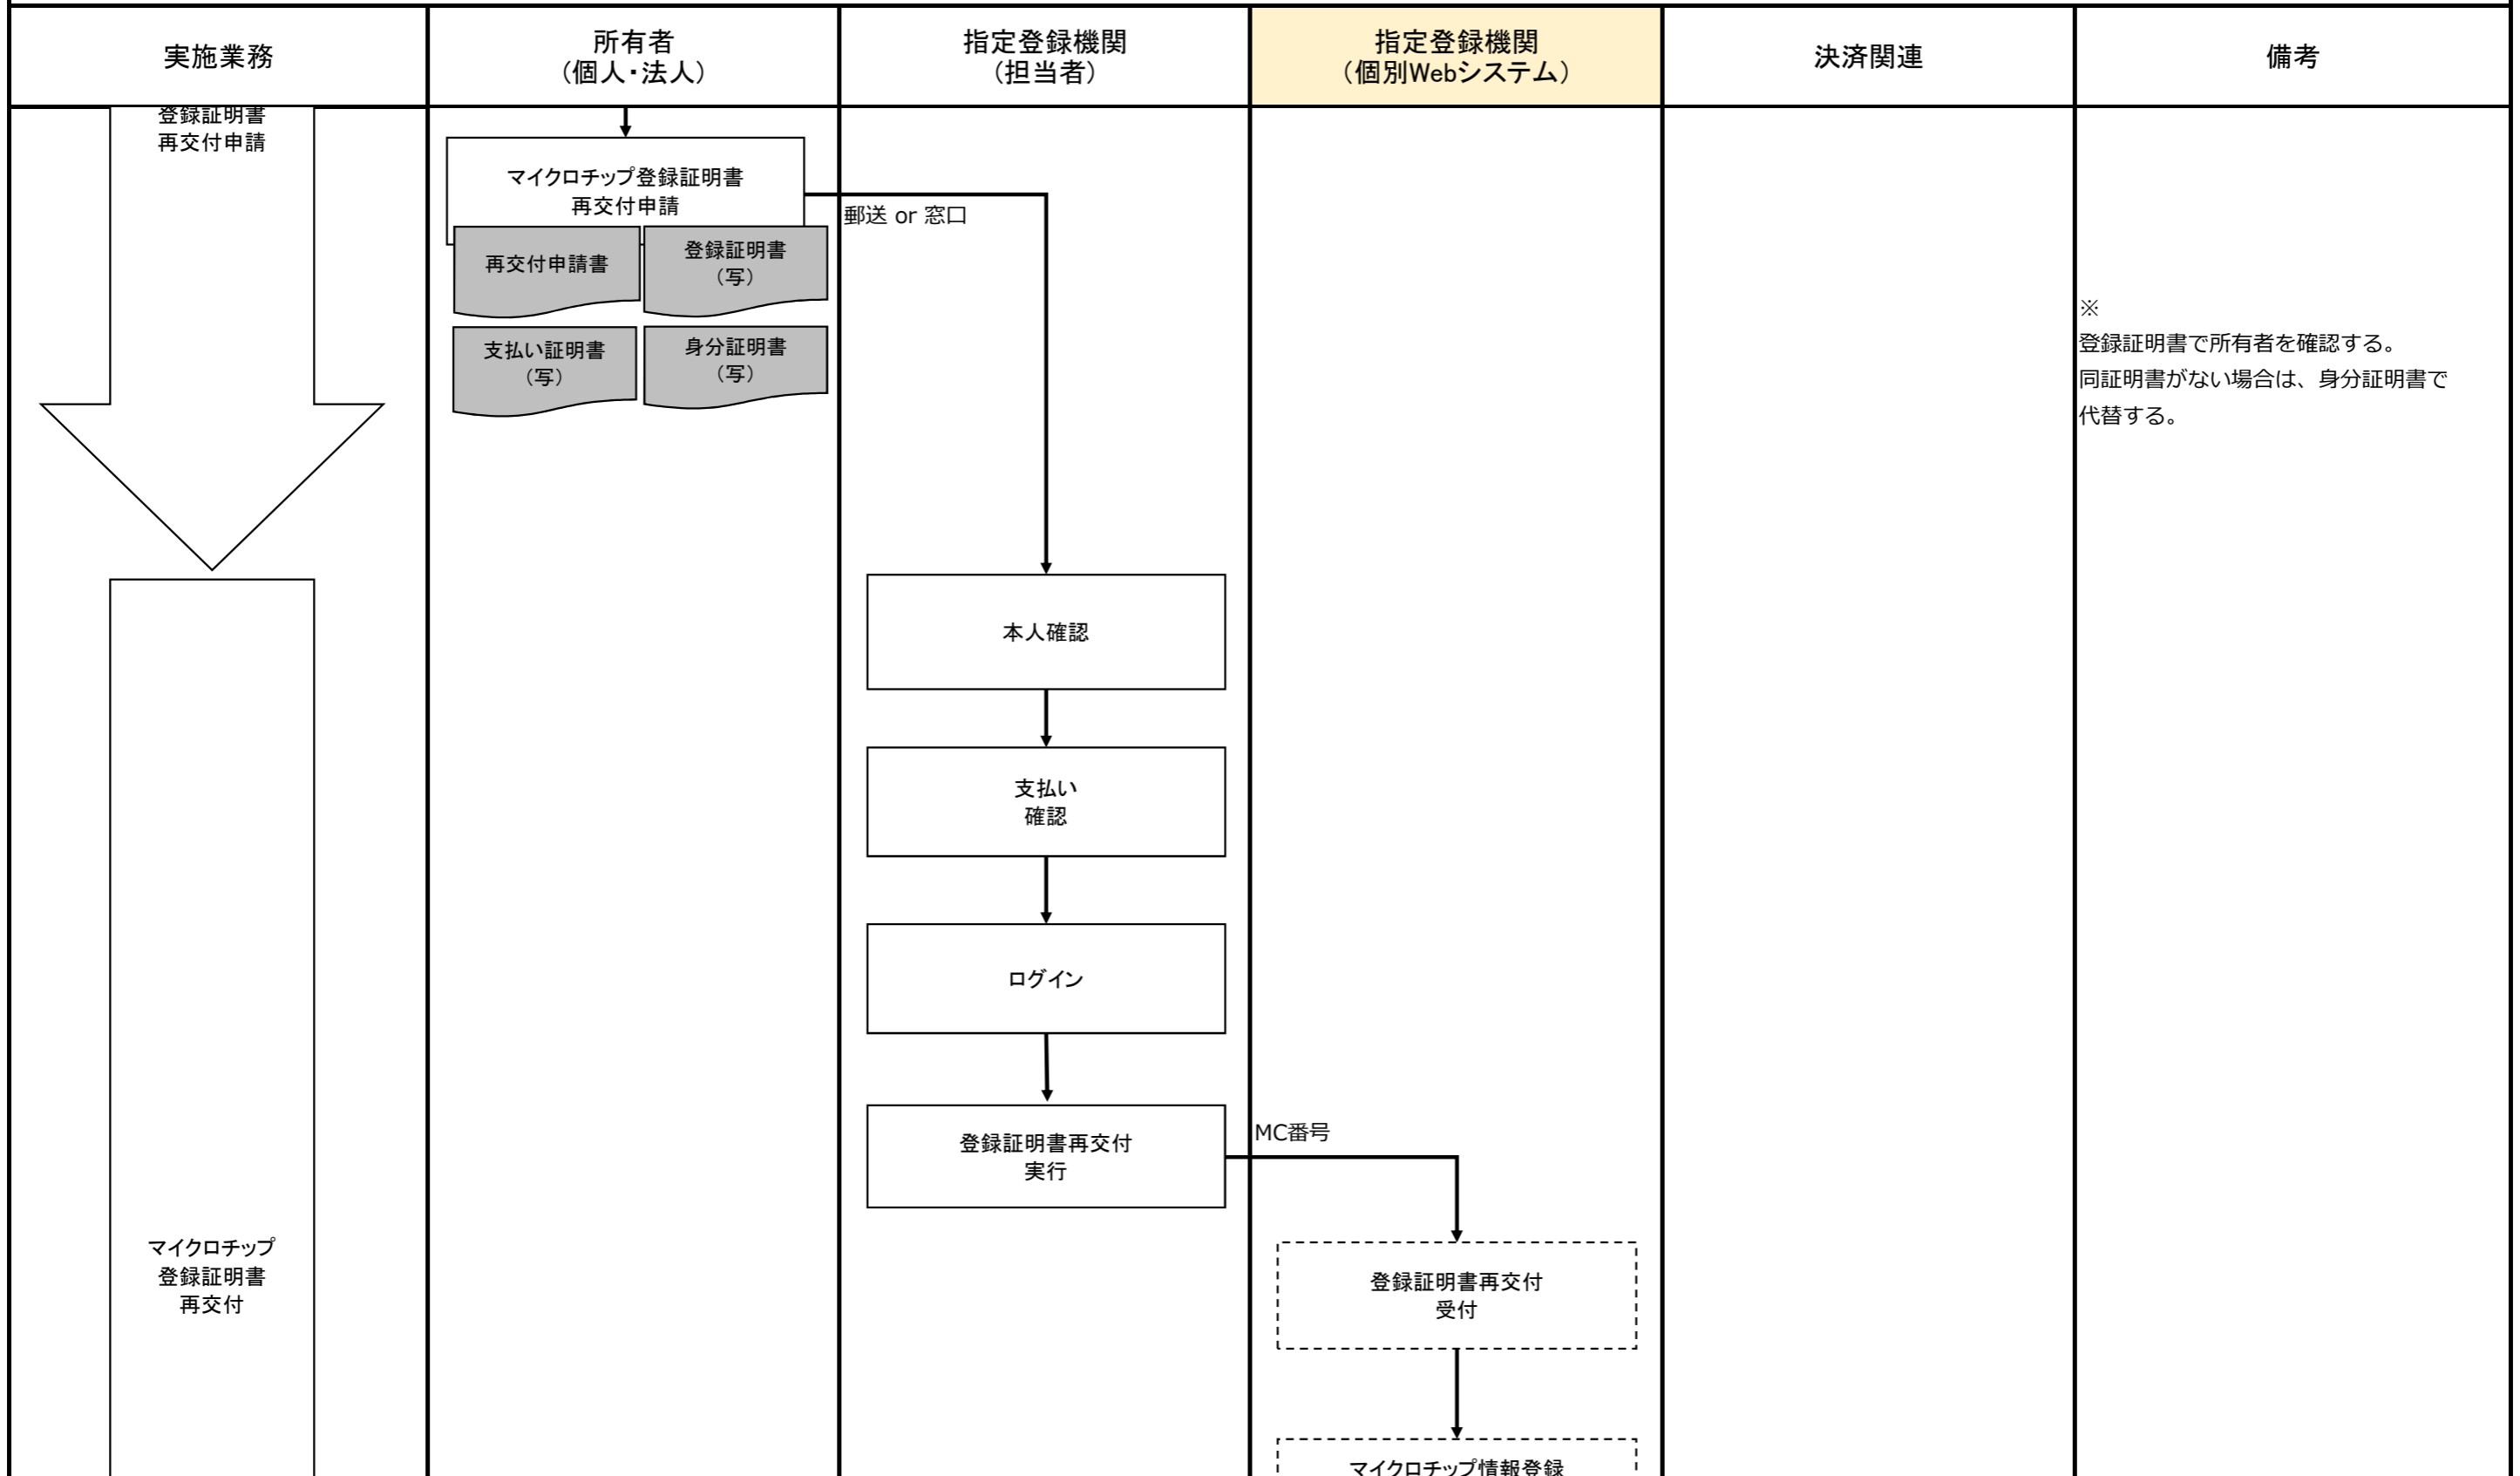 実施業務
所有者
（個人・法人）
指定登録機関
（担当者）
指定登録機関
（個別Webシステム）
決済関連
備考
登録証明書
再交付申請
マイクロチップ登録証明書
再交付申請
郵送 or 窓口
再交付申請書
登録証明書
（写）
支払い証明書
（写）
身分証明書
（写）
※
登録証明書で所有者を確認する。
同証明書がない場合は、身分証明書で
代替する。
本人確認
支払い
確認
ログイン
登録証明書再交付
実行
MC番号
マイクロチップ
登録証明書
再交付
登録証明書再交付
受付
マイクロチップ情報登録